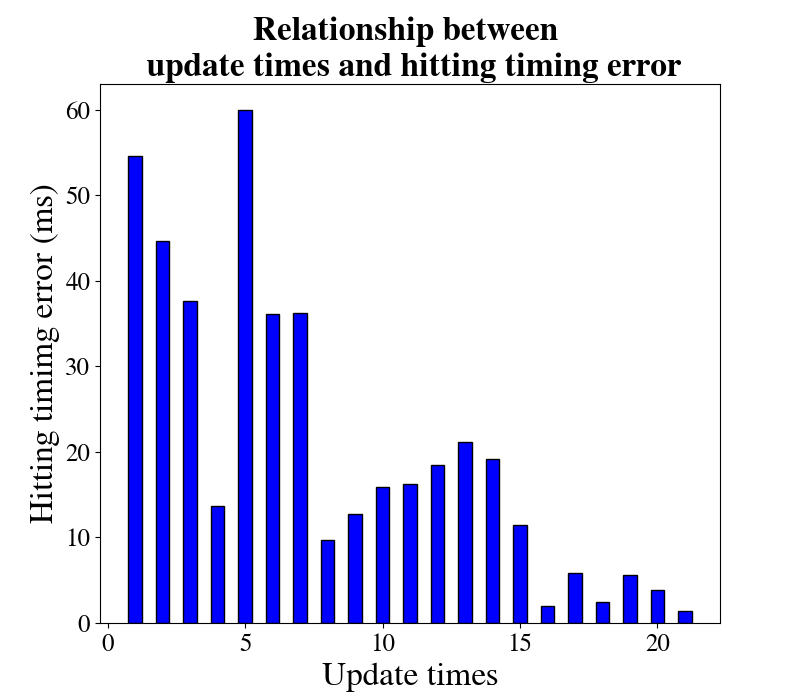 Relationship between
update times and hitting timing error
Hitting timimg error (ms)
60
50
40
30
20
10
0
0 5 10 15 20
Update times